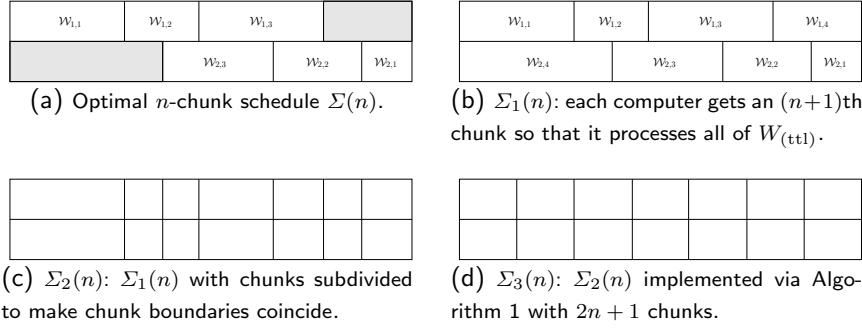 𝒲1,1 𝒲1,2 𝒲1,3
𝒲2,3 𝒲2,2 𝒲2,1
(a) Optimal n-chunk schedule Σ(n).
𝒲1,1 𝒲1,2 𝒲1,3 𝒲1,4
𝒲2,4 𝒲2,3 𝒲2,2 𝒲2,1
(b) Σ1(n): each computer gets an (n+1)th
chunk so that it processes all of W(ttl).
(c) Σ2(n): Σ1(n) with chunks subdivided
to make chunk boundaries coincide.
(d) Σ3(n): Σ2(n) implemented via Algo-
rithm 1 with 2n + 1 chunks.